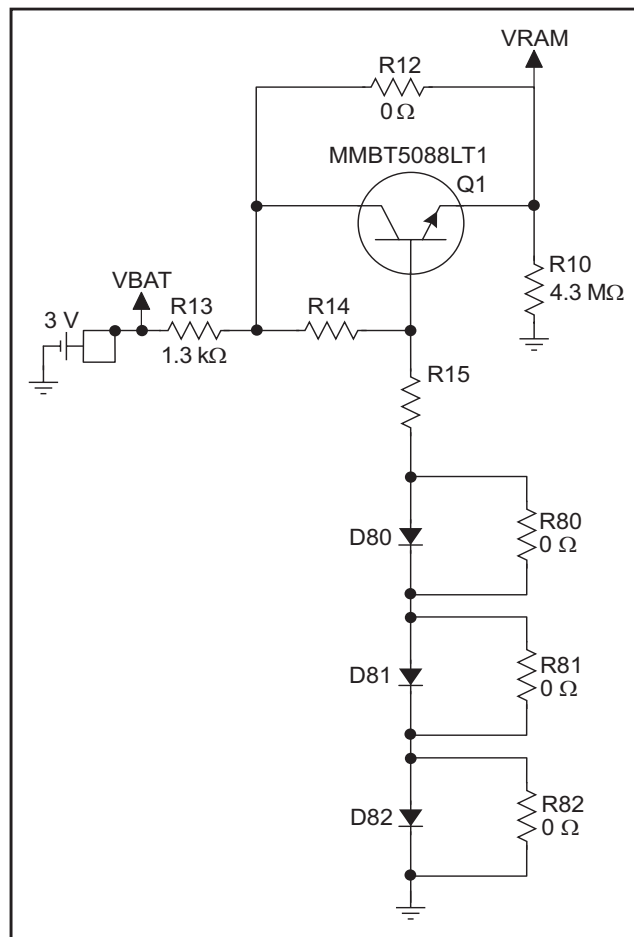 VRAM
R12
0 Ω
MMBT5088LT1
Q1
R10
4.3 MΩ
VBAT
3 V
R13
1.3 kΩ
R14
R15
D80
R80
0 Ω
D81
R81
0 Ω
D82
R82
0 Ω